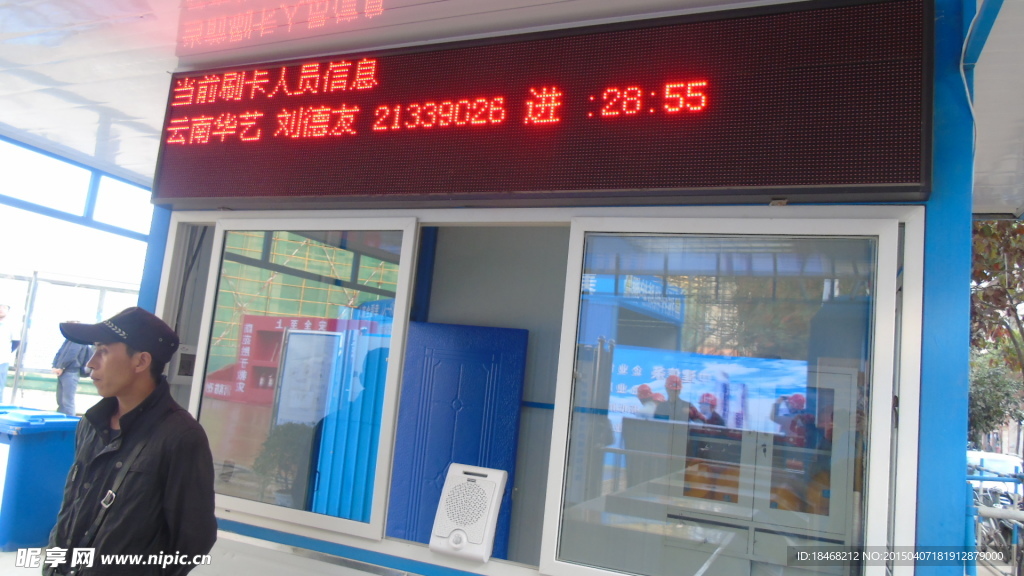 当前刷卡人员信息
云南华艺 刘德友 21339026 进 :28:55
昵享网 www.nipic.cn
ID:18468212 NO:20150407181912879000